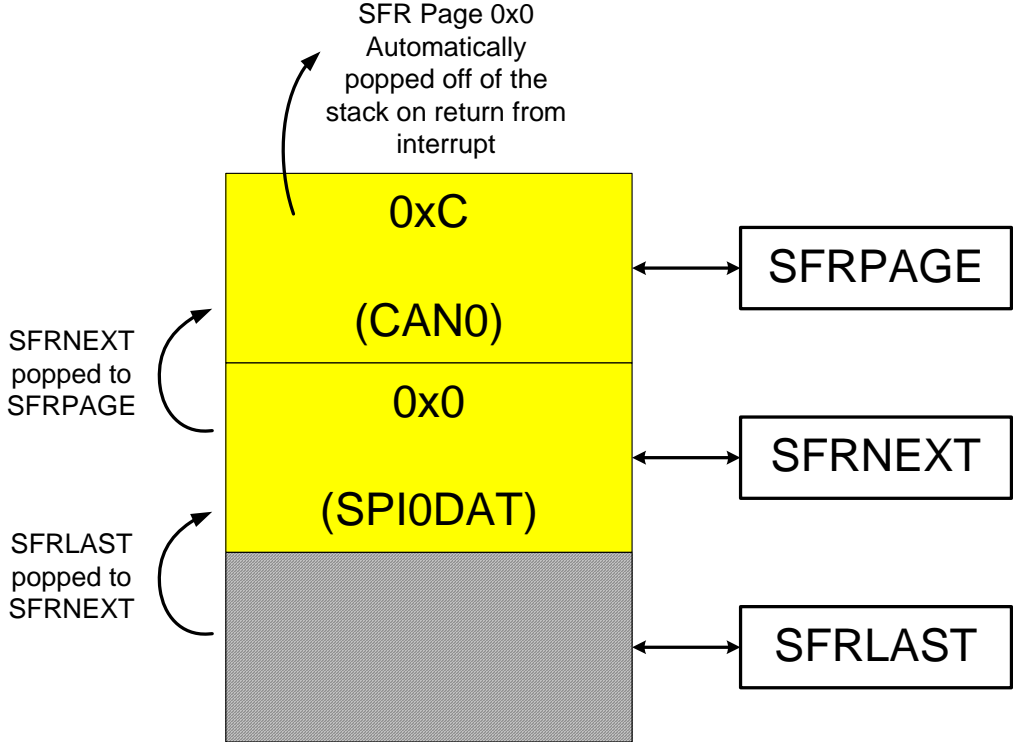 SFR Page 0x0
Automatically
popped off of the
stack on return from
interrupt
0xC
(CAN0)
SFRPAGE
SFRNEXT
popped to
SFRPAGE
0x0
(SPI0DAT)
SFRNEXT
SFRLAST
popped to
SFRNEXT
SFRLAST